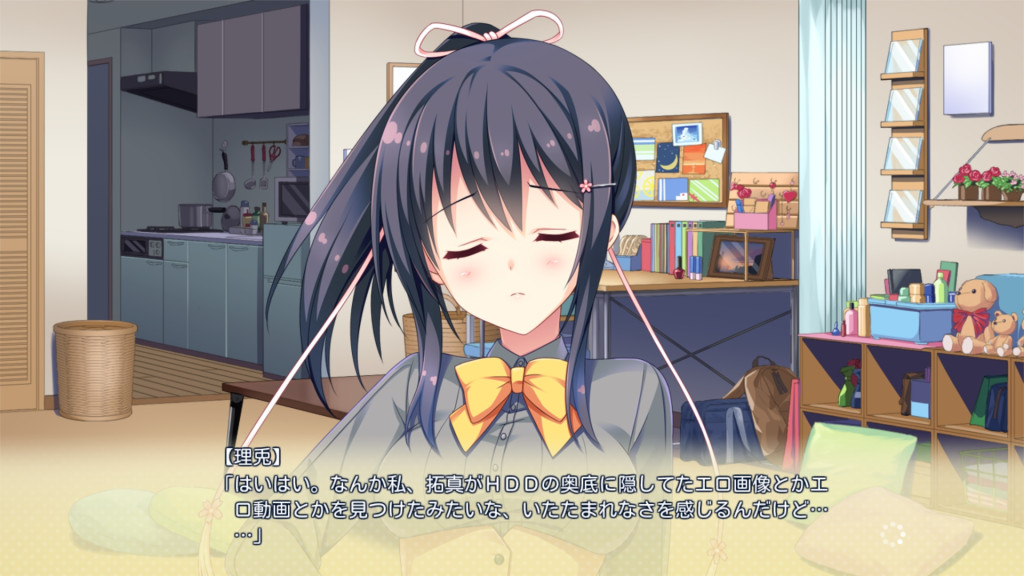 【理兎】
「はいはい。なんか私、拓真がＨＤＤの奥底に隠してたエロ画像とかエ
ロ動画とかを見つけたみたいな、いたたまれなさを感じるんだけど…
…」